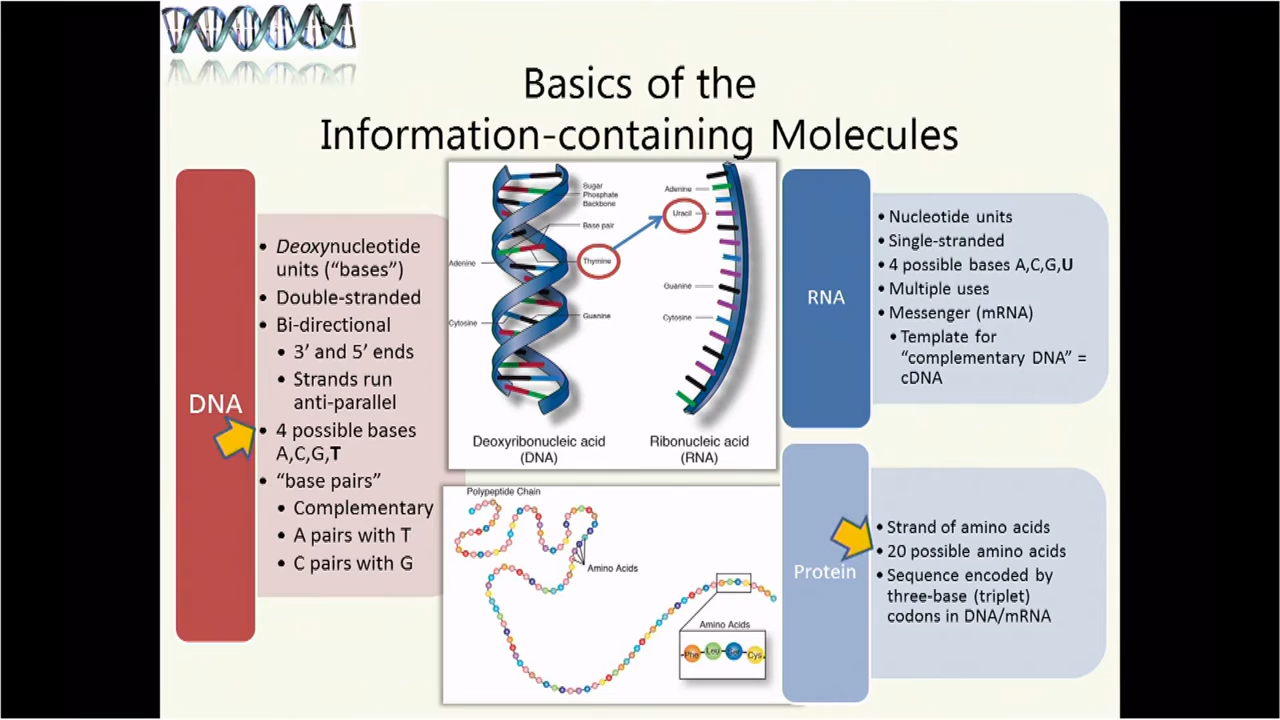 Basics of the
Information-containing Molecules
DNA
• Deoxynucleotide
units (“bases”)
• Double-stranded
• Bi-directional
• 3’ and 5’ ends
• Strands run
anti-parallel
• 4 possible bases
A,C,G,T
• “base pairs”
• Complementary
• A pairs with T
• C pairs with G
Sugar
Phosphate
Backbone
Base pair
Adenine
Thymine
Cytosine
Guanine
Deoxyribonucleic acid
(DNA)
Adenine
Uracil
Guanine
Cytosine
Ribonucleic acid
(RNA)
RNA
• Nucleotide units
• Single-stranded
• 4 possible bases A,C,G,U
• Multiple uses
• Messenger (mRNA)
• Template for
“complementary DNA” =
cDNA
Polypeptide Chain
Amino Acids
Amino Acids
Phe
Leu
Ser
Cys
Protein
• Strand of amino acids
• 20 possible amino acids
• Sequence encoded by
three-base (triplet)
codons in DNA/mRNA